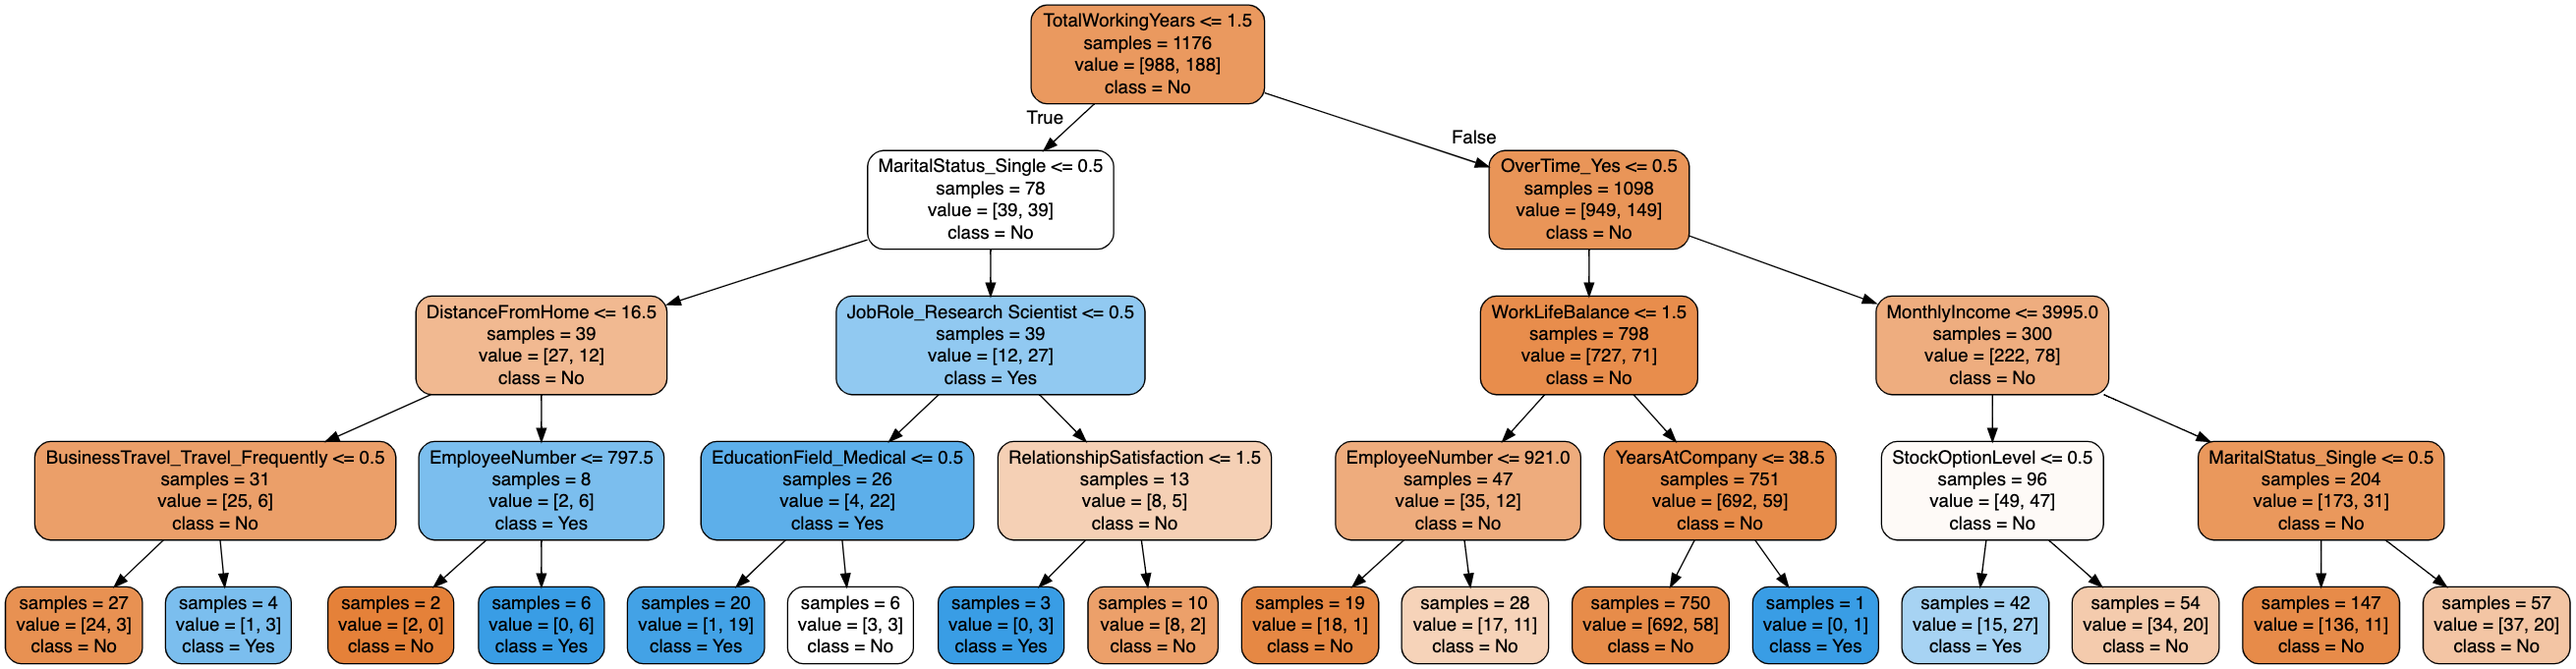 TotalWorkingYears <= 1.5
samples = 1176
value = [988, 188]
class = No
True
False
MaritalStatus_Single <= 0.5
samples = 78
value = [39, 39]
class = No
OverTime_Yes <= 0.5
samples = 1098
value = [949, 149]
class = No
DistanceFromHome <= 16.5
samples = 39
value = [27, 12]
class = No
JobRole_Research Scientist <= 0.5
samples = 39
value = [12, 27]
class = Yes
WorkLifeBalance <= 1.5
samples = 798
value = [727, 71]
class = No
MonthlyIncome <= 3995.0
samples = 300
value = [222, 78]
class = No
BusinessTravel_Travel_Frequently <= 0.5
samples = 31
value = [25, 6]
class = No
EmployeeNumber <= 797.5
samples = 8
value = [2, 6]
class = Yes
EducationField_Medical <= 0.5
samples = 26
value = [4, 22]
class = Yes
RelationshipSatisfaction <= 1.5
samples = 13
value = [8, 5]
class = No
EmployeeNumber <= 921.0
samples = 47
value = [35, 12]
class = No
YearsAtCompany <= 38.5
samples = 751
value = [692, 59]
class = No
StockOptionLevel <= 0.5
samples = 96
value = [49, 47]
class = No
MaritalStatus_Single <= 0.5
samples = 204
value = [173, 31]
class = No
samples = 27
value = [24, 3]
class = No
samples = 4
value = [1, 3]
class = Yes
samples = 2
value = [2, 0]
class = No
samples = 6
value = [0, 6]
class = Yes
samples = 20
value = [1, 19]
class = Yes
samples = 6
value = [3, 3]
class = No
samples = 3
value = [0, 3]
class = Yes
samples = 10
value = [8, 2]
class = No
samples = 19
value = [18, 1]
class = No
samples = 28
value = [17, 11]
class = No
samples = 750
value = [692, 58]
class = No
samples = 1
value = [0, 1]
class = Yes
samples = 42
value = [15, 27]
class = Yes
samples = 54
value = [34, 20]
class = No
samples = 147
value = [136, 11]
class = No
samples = 57
value = [37, 20]
class = No